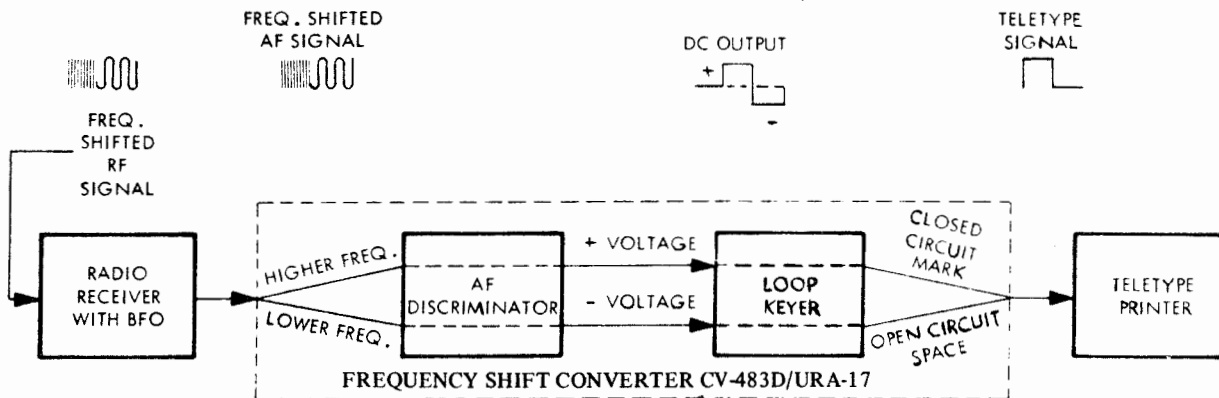 FREQ. SHIFTED
AF SIGNAL
DC OUTPUT
+
-
TELETYPE
SIGNAL
FREQ.
SHIFTED
RF
SIGNAL
RADIO
RECEIVER
WITH BFO
HIGHER FREQ.
LOWER FREQ.
AF
DISCRIMINATOR
+ VOLTAGE
- VOLTAGE
LOOP
KEYER
CLOSED
CIRCUIT
MARK
OPEN CIRCUIT
SPACE
TELETYPE
PRINTER
FREQUENCY SHIFT CONVERTER CV-483D/URA-17